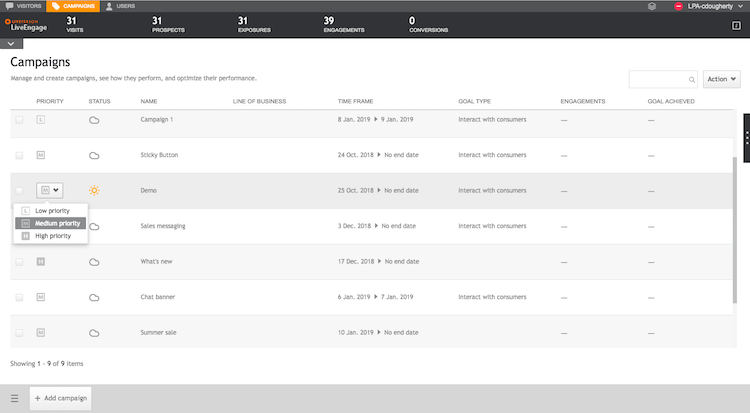 VISITORS CAMPAIGNS USERS LPA-cdougherty
LIVEPERSON
LiveEngage
31 31 31 39 0
VISITS PROSPECTS EXPOSURES ENGAGEMENTS CONVERSIONS
Campaigns
Manage and create campaigns, see how they perform, and optimize their performance.
Action
PRIORITY STATUS NAME LINE OF BUSINESS TIME FRAME GOAL TYPE ENGAGEMENTS GOAL ACHIEVED
L Campaign 1 8 Jan. 2019 9 Jan. 2019 Interact with consumers — —
M Sticky Button 24 Oct. 2018 No end date Interact with consumers — —
M Demo 25 Oct. 2018 No end date Interact with consumers — —
L Low priority
M Medium priority
H High priority
Sales messaging 3 Dec. 2018 No end date Interact with consumers — —
H What's new 17 Dec. 2018 No end date — —
M Chat banner 6 Jan. 2019 7 Jan. 2019 Interact with consumers — —
M Summer sale 10 Jan. 2019 No end date — —
Showing 1 - 9 of 9 items
+ Add campaign